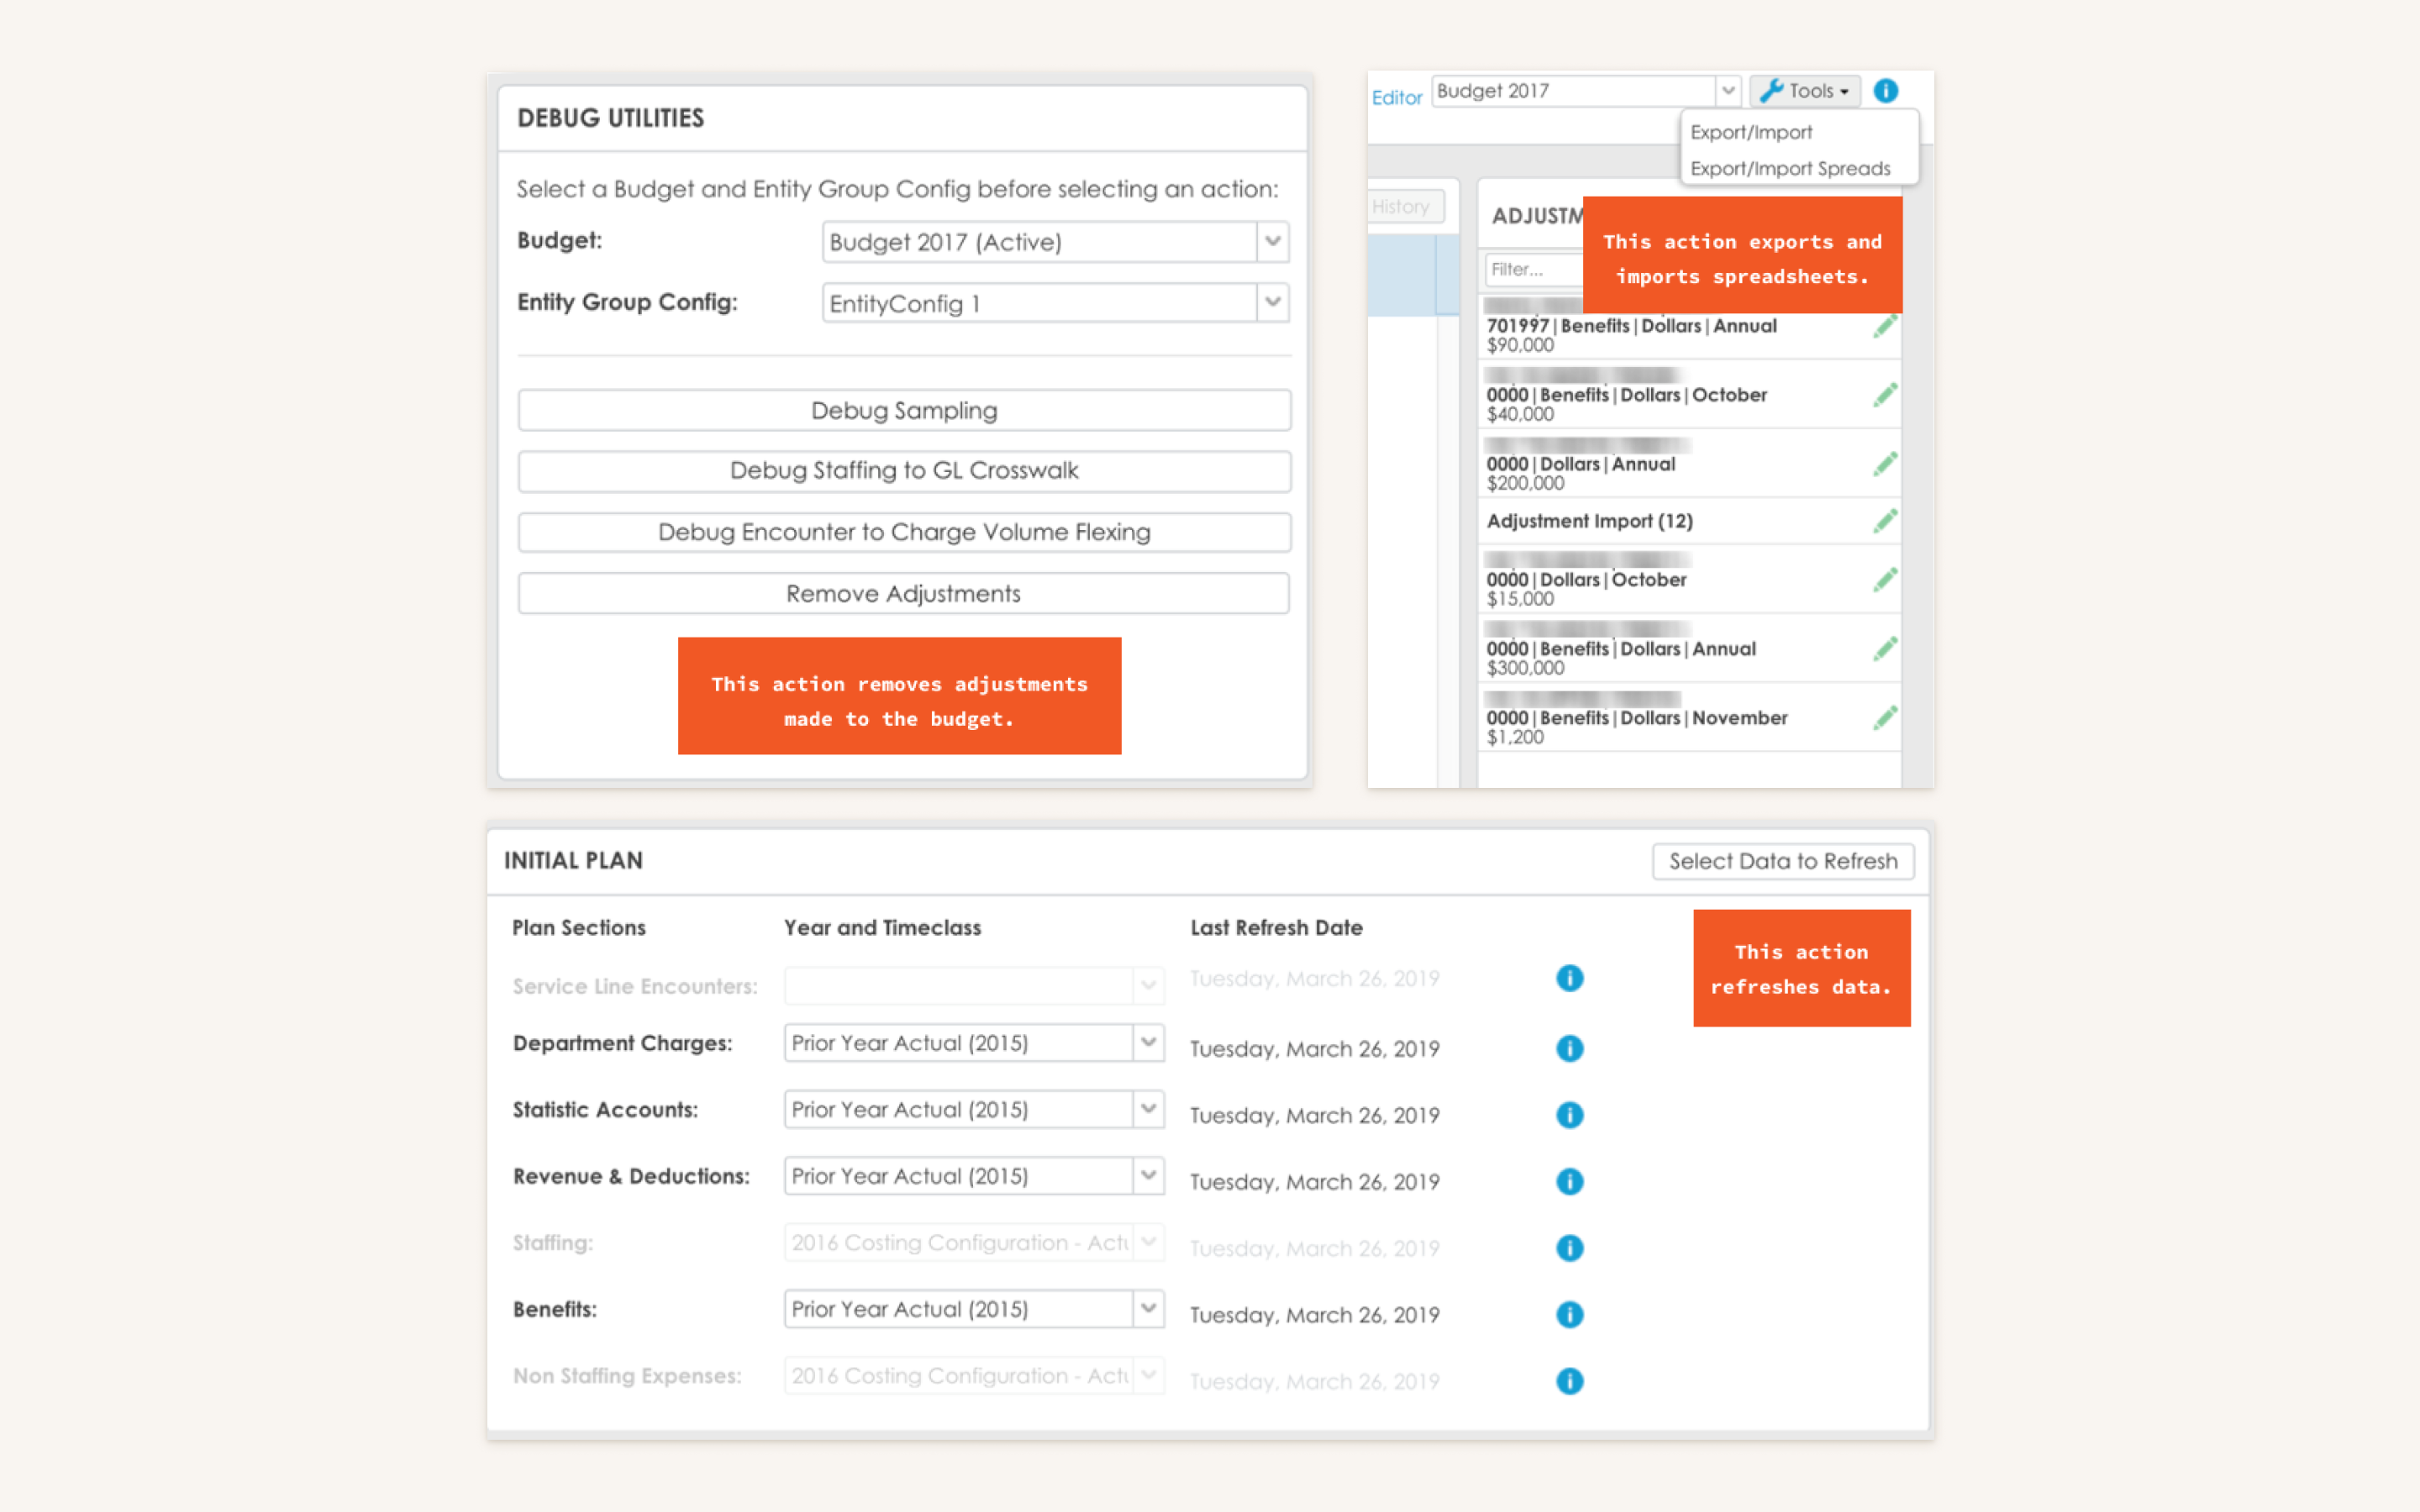 DEBUG UTILITIES
Select a Budget and Entity Group Config before selecting an action:
Budget: Budget 2017 (Active)
Entity Group Config: EntityConfig 1
Debug Sampling
Debug Staffing to GL Crosswalk
Debug Encounter to Charge Volume Flexing
Remove Adjustments
This action removes adjustments
made to the budget.
Editor Budget 2017 Tools
Export/Import
Export/Import Spreads
History
ADJUSTM
This action exports and
imports spreadsheets.
Filter...
701997|Benefits|Dollars|Annual
$90,000
0000|Benefits|Dollars|October
$40,000
0000|Dollars|Annual
$200,000
Adjustment Import (12)
0000|Dollars|October
$15,000
0000|Benefits|Dollars|Annual
$300,000
0000|Benefits|Dollars|November
$1,200
INITIAL PLAN Select Data to Refresh
Plan Sections Year and Timeclass Last Refresh Date
This action
refreshes data.
Service Line Encounters: Tuesday, March 26, 2019
Department Charges: Prior Year Actual (2015) Tuesday, March 26, 2019
Statistic Accounts: Prior Year Actual (2015) Tuesday, March 26, 2019
Revenue & Deductions: Prior Year Actual (2015) Tuesday, March 26, 2019
Staffing: 2016 Costing Configuration - Actu Tuesday, March 26, 2019
Benefits: Prior Year Actual (2015) Tuesday, March 26, 2019
Non Staffing Expenses: 2016 Costing Configuration - Actu Tuesday, March 26, 2019